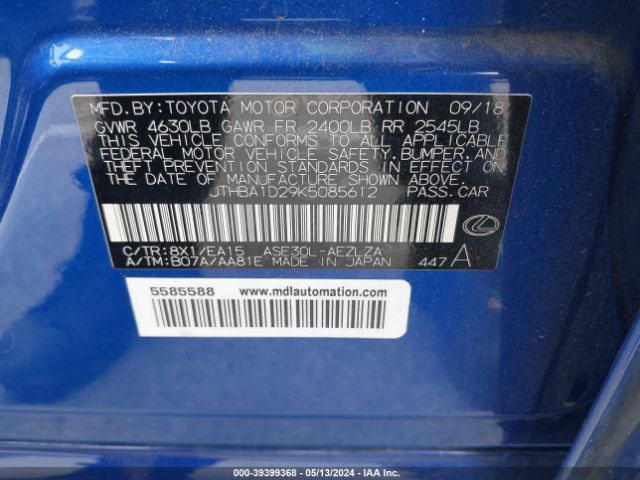 MFD.BY:TOYOTA MOTOR CORPORATION 09/18
GVWR 4630LB GAWR FR 2400LB RR 2545LB
THIS VEHICLE CONFORMS TO ALL APPLICABLE
FEDERAL MOTOR VEHICLE SAFETY,BUMPER,AND
THEFT PREVENTION STANDARDS IN EFFECT ON
THE DATE OF MANUFACTURE SHOWN ABOVE.
JTHBA1D29K5085612 PASS.CAR
C/TR:8X1/EA15 ASE30L-AEZLZA
A/TM:B07A/AA81E MADE IN JAPAN 447 A
5585588 www.mdlautomation.com
00 - 39399368 - 05/13/2024 - IAA Inc.